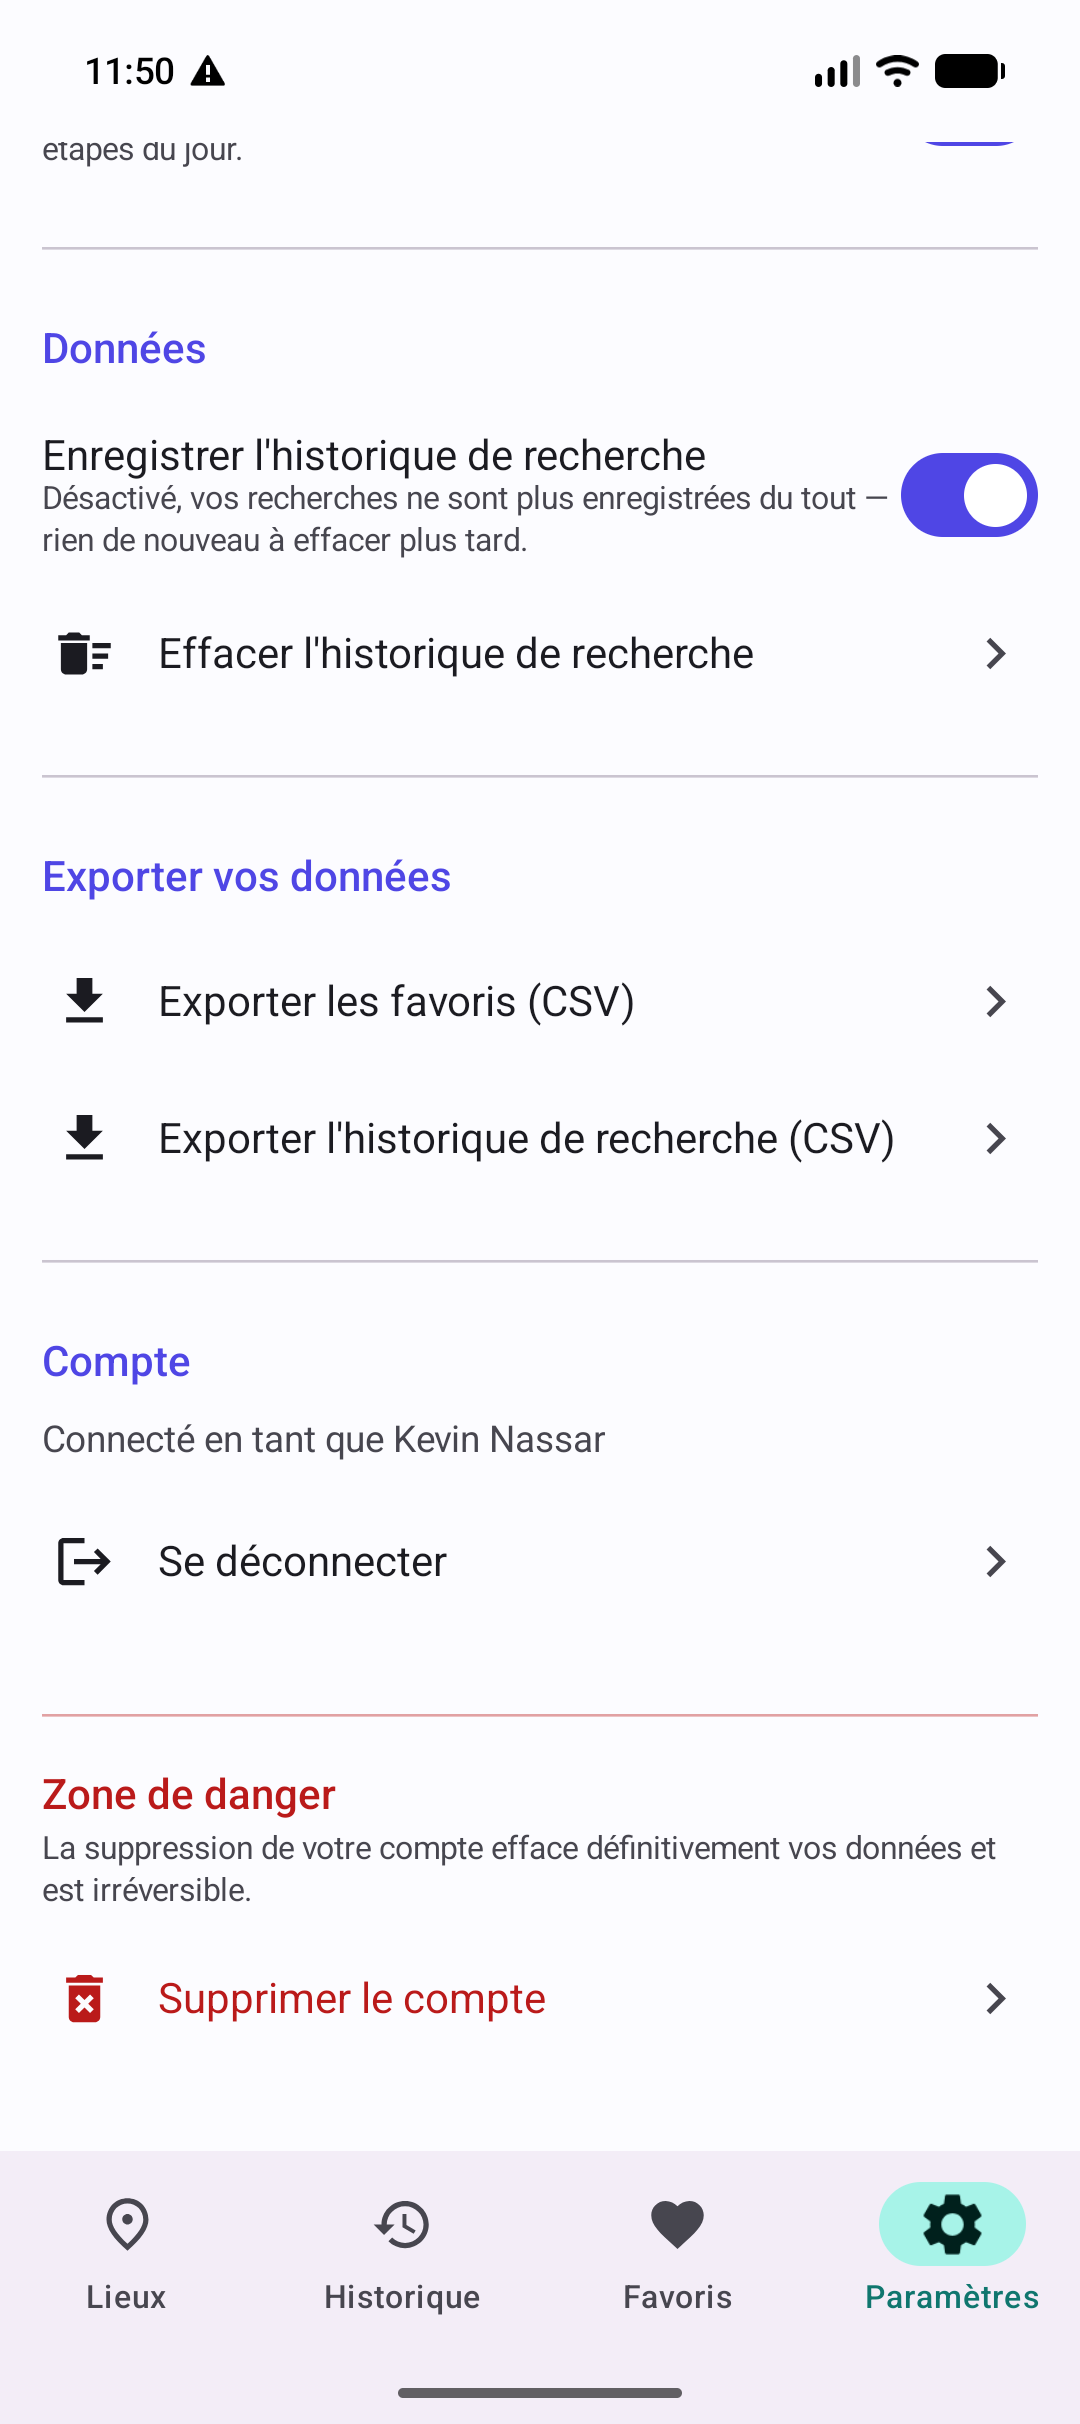 11:50
étapes du jour.
Données
Enregistrer l'historique de recherche
Désactivé, vos recherches ne sont plus enregistrées du tout —
rien de nouveau à effacer plus tard.
Effacer l'historique de recherche
Exporter vos données
Exporter les favoris (CSV)
Exporter l'historique de recherche (CSV)
Compte
Connecté en tant que Kevin Nassar
Se déconnecter
Zone de danger
La suppression de votre compte efface définitivement vos données et
est irréversible.
Supprimer le compte
Lieux
Historique
Favoris
Paramètres